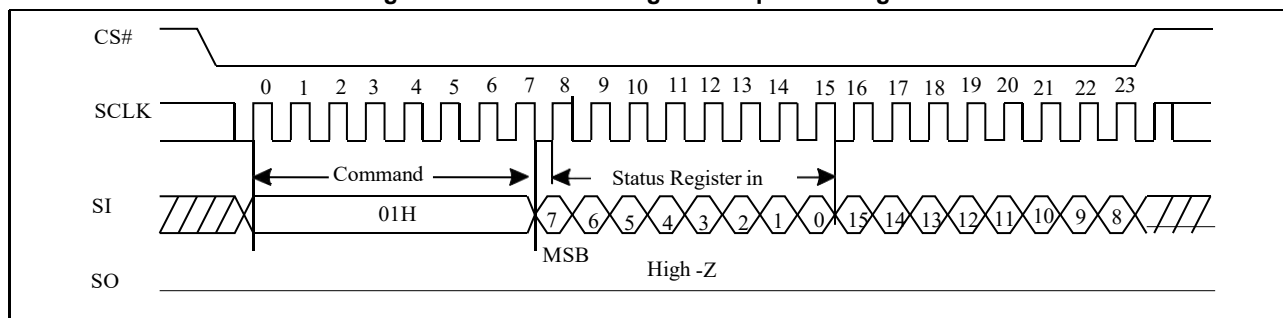 CS#
0 1 2 3 4 5 6 7 8 9 10 11 12 13 14 15 16 17 18 19 20 21 22 23
SCLK
Command Status Register in
SI 01H 7 6 5 4 3 2 1 0 15 14 13 12 11 10 9 8
MSB
High -Z
SO